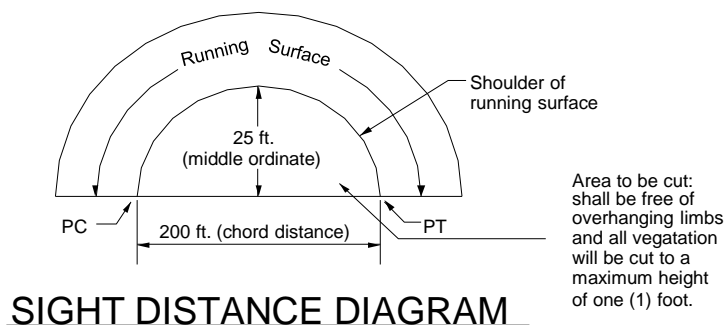 Running Surface
Shoulder of
running surface
25 ft.
(middle ordinate)
PC
PT
200 ft. (chord distance)
Area to be cut:
shall be free of
overhanging limbs
and all vegatation
will be cut to a
maximum height
of one (1) foot.
SIGHT DISTANCE DIAGRAM